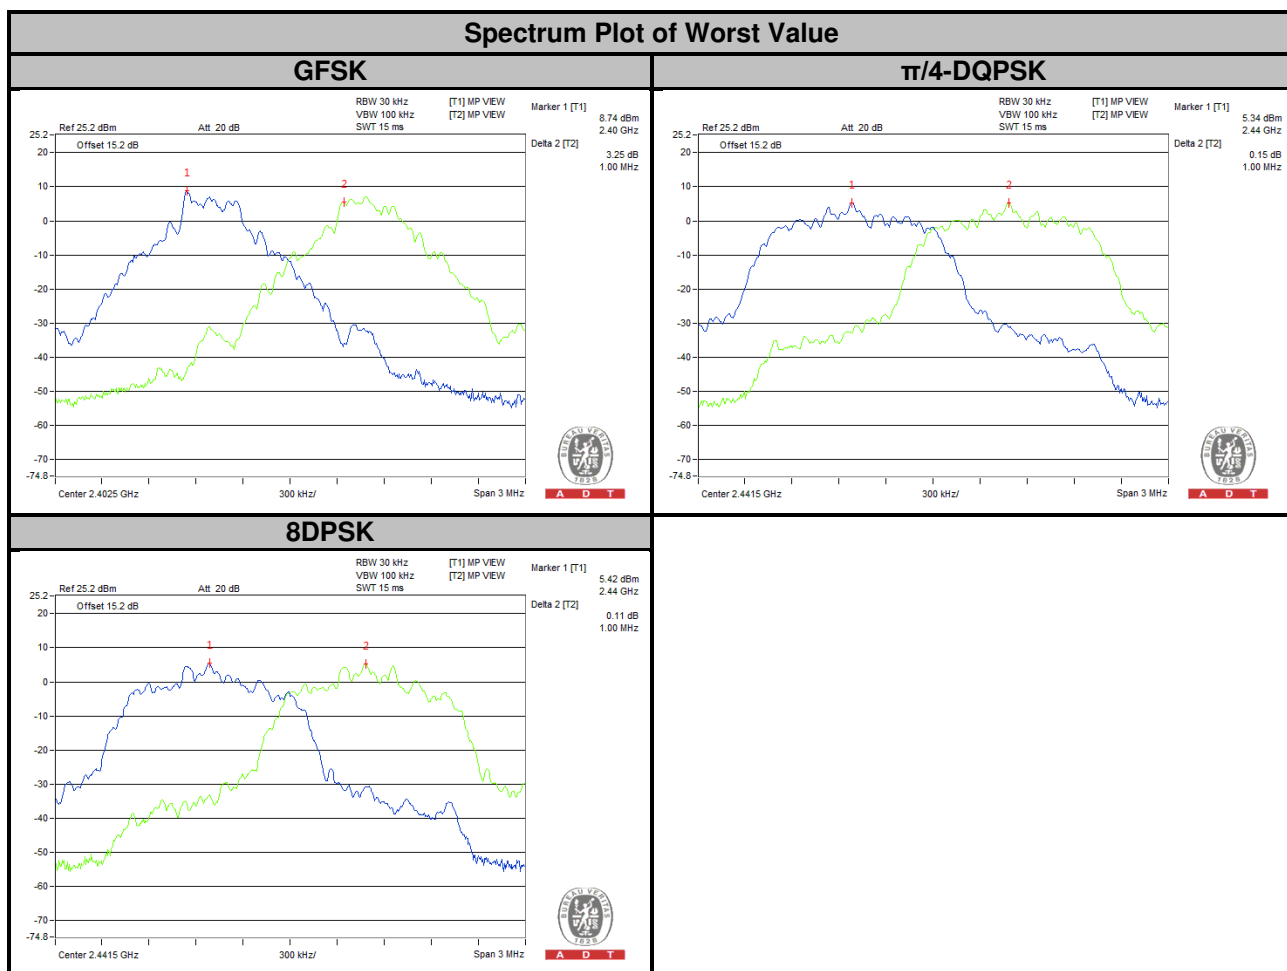 Spectrum Plot of Worst Value
GFSK
π/4-DQPSK
RBW 30 kHz [T1] MP VIEW
VBW 100 kHz [T2] MP VIEW
Ref 25.2 dBm Att 20 dB SWT 15 ms
Marker 1 [T1]
8.74 dBm
2.40 GHz
Delta 2 [T2]
3.25 dB
1.00 MHz
25.2
Offset 15.2 dB
20
10
0
-10
-20
-30
-40
-50
-60
-70
-74.8
1
2
Center 2.4025 GHz 300 kHz/ Span 3 MHz
BUREAU VERITAS
1828
A D T
RBW 30 kHz [T1] MP VIEW
VBW 100 kHz [T2] MP VIEW
Ref 25.2 dBm Att 20 dB SWT 15 ms
Marker 1 [T1]
5.34 dBm
2.44 GHz
Delta 2 [T2]
0.15 dB
1.00 MHz
25.2
Offset 15.2 dB
20
10
0
-10
-20
-30
-40
-50
-60
-70
-74.8
1
2
Center 2.4415 GHz 300 kHz/ Span 3 MHz
BUREAU VERITAS
1828
A D T
8DPSK
RBW 30 kHz [T1] MP VIEW
VBW 100 kHz [T2] MP VIEW
Ref 25.2 dBm Att 20 dB SWT 15 ms
Marker 1 [T1]
5.42 dBm
2.44 GHz
Delta 2 [T2]
0.11 dB
1.00 MHz
25.2
Offset 15.2 dB
20
10
0
-10
-20
-30
-40
-50
-60
-70
-74.8
1
2
Center 2.4415 GHz 300 kHz/ Span 3 MHz
BUREAU VERITAS
1828
A D T